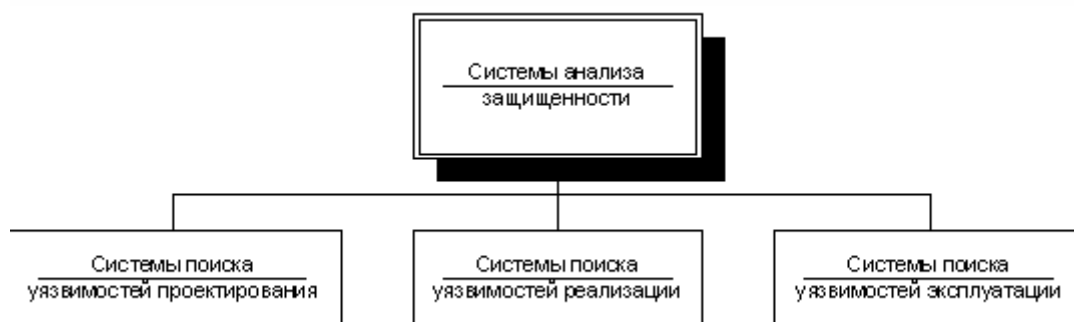 Системы анализа
защищенности
Системы поиска
уязвимостей проектирования
Системы поиска
уязвимостей реализации
Системы поиска
уязвимостей эксплуатации